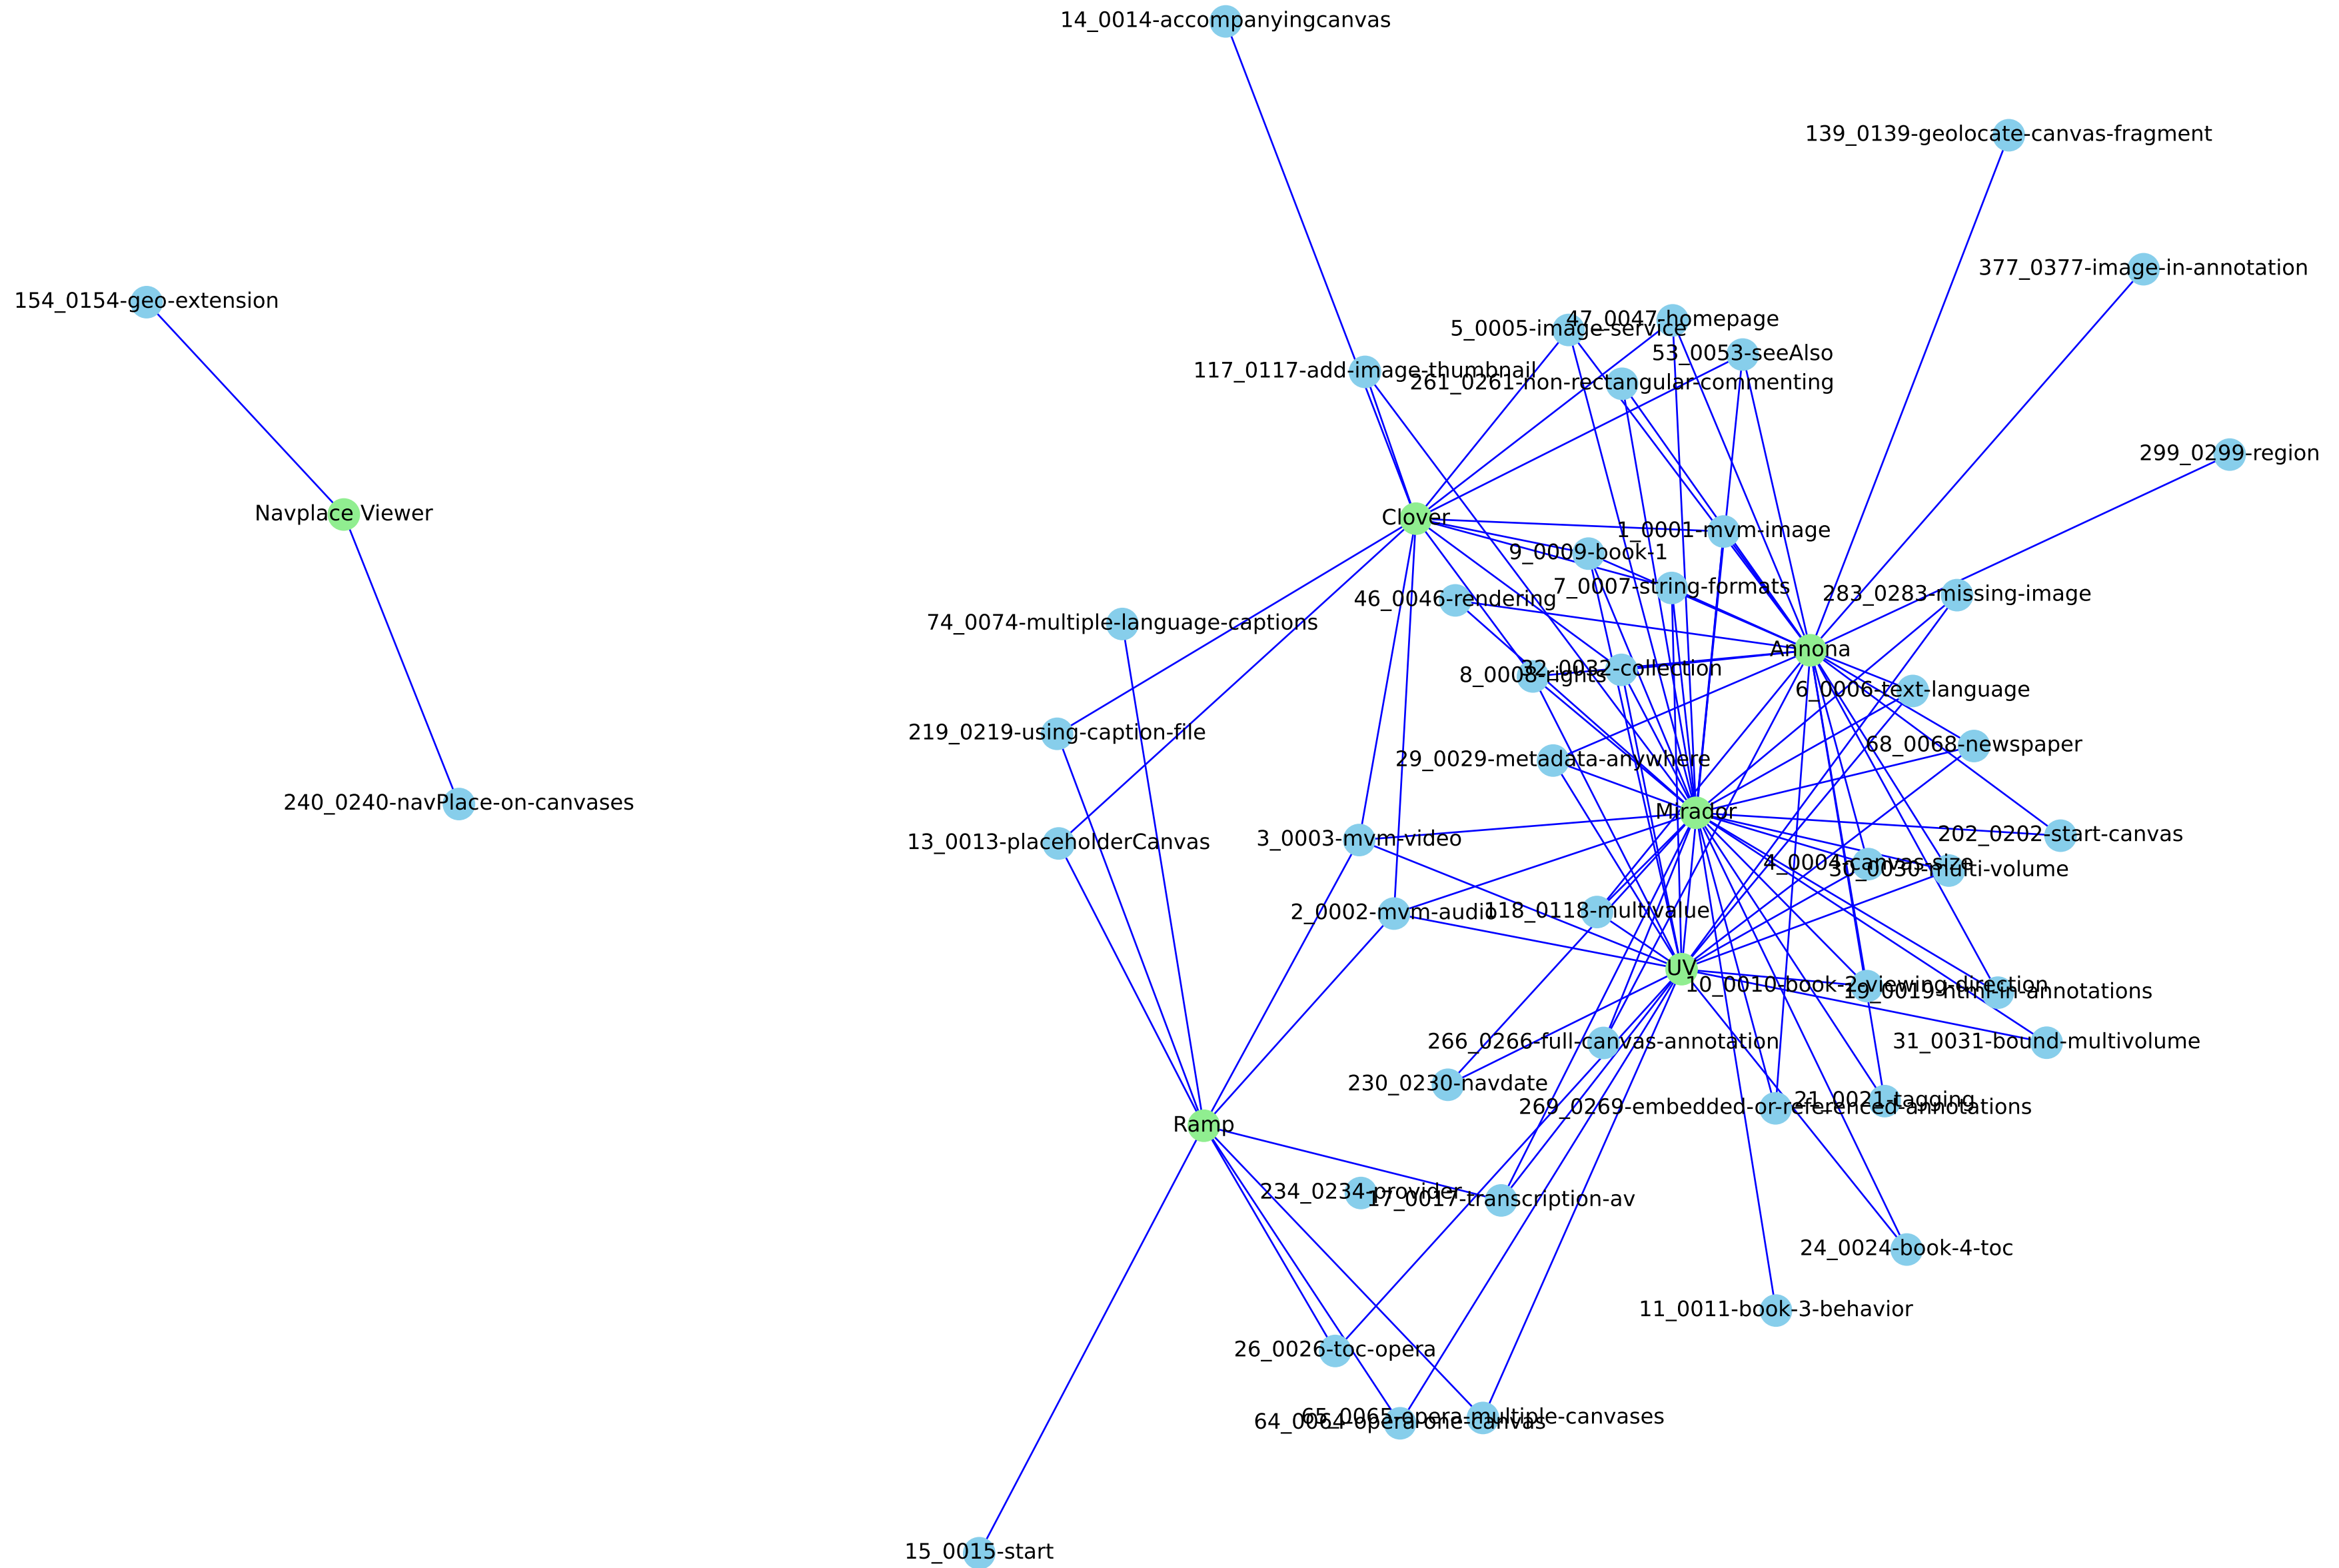 14_0014-accompanyingcanvas
139_0139-geolocate-canvas-fragment
377_0377-image-in-annotation
154_0154-geo-extension
47_0047-homepage
5_0005-image-service
53_0053-seeAlso
117_0117-add-image-thumbnail
261_0261-non-rectangular-commenting
299_0299-region
Navplace Viewer
Clover
1_0001-mvm-image
9_0009-book-1
7_0007-string-formats
283_0283-missing-image
46_0046-rendering
74_0074-multiple-language-captions
Annona
32_0032-collection
8_0008-rights
6_0006-text-language
219_0219-using-caption-file
68_0068-newspaper
29_0029-metadata-anywhere
240_0240-navPlace-on-canvases
Mirador
202_0202-start-canvas
3_0003-mvm-video
13_0013-placeholderCanvas
4_0004-canvas-size
30_0030-multi-volume
2_0002-mvm-audio
118_0118-multivalue
UV
10_0010-book-2-viewing-direction
19_0019-html-in-annotations
266_0266-full-canvas-annotation
31_0031-bound-multivolume
230_0230-navdate
21_0021-tagging
269_0269-embedded-or-referenced-annotations
Ramp
234_0234-provider
17_0017-transcription-av
24_0024-book-4-toc
11_0011-book-3-behavior
26_0026-toc-opera
65_0065-opera-multiple-canvases
64_0064-opera-one-canvas
15_0015-start